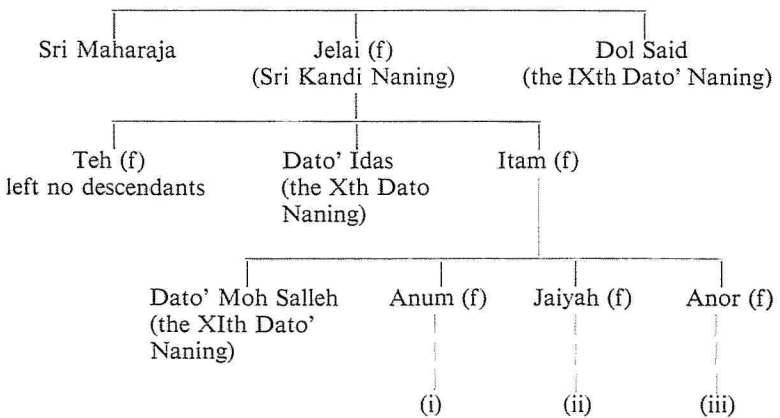 Sri Maharaja Jelai (f) Dol Said
(Sri Kandi Naning) (the IXth Dato' Naning)
Teh (f) Dato' Idas Itam (f)
left no descendants (the Xth Dato
Naning)
Dato' Moh Salleh Anum (f) Jaiyah (f) Anor (f)
(the XIth Dato'
Naning)
(i) (ii) (iii)